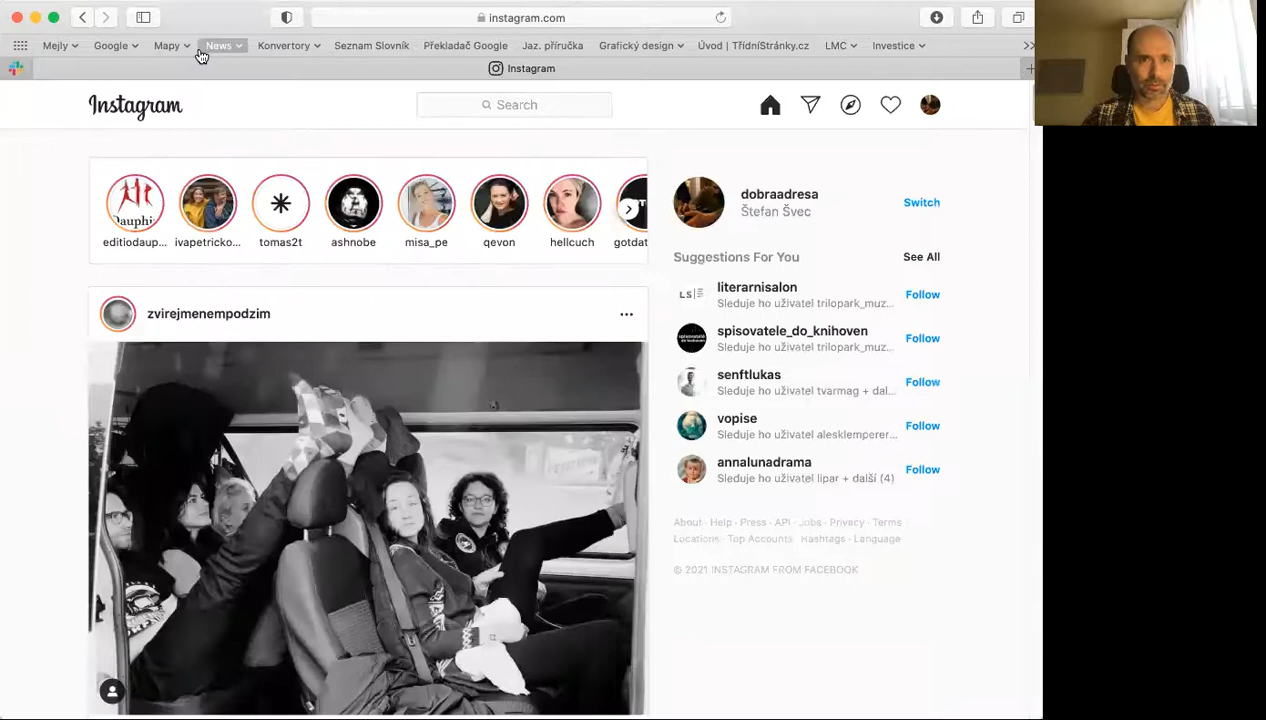 instagram.com
Mejly Google Mapy News Konvertory Seznam Slovník Překladač Google Jaz. příručka Grafický design Úvod | TřídníStránky.cz LMC Investice
Instagram
Instagram
Search
Dauphi
editiodaup... ivapetricko... tomas2t ashnobe misa_pe qevon hellcuch gotdat
dobraadresa
Štefan Švec
Switch
Suggestions For You
See All
LS
literarnisalon
Sleduje ho uživatel trilopark_muz...
Follow
spisovatele_do_knihoven
Sleduje ho uživatel trilopark_muz...
Follow
senftlukas
Sleduje ho uživatel tvarmag + dal...
Follow
vopise
Sleduje ho uživatel alesklemperer...
Follow
annalunadrama
Sleduje ho uživatel lipar + další (4)
Follow
About · Help · Press · API · Jobs · Privacy · Terms
Locations · Top Accounts · Hashtags · Language
© 2021 INSTAGRAM FROM FACEBOOK
zvirejmenempodzim